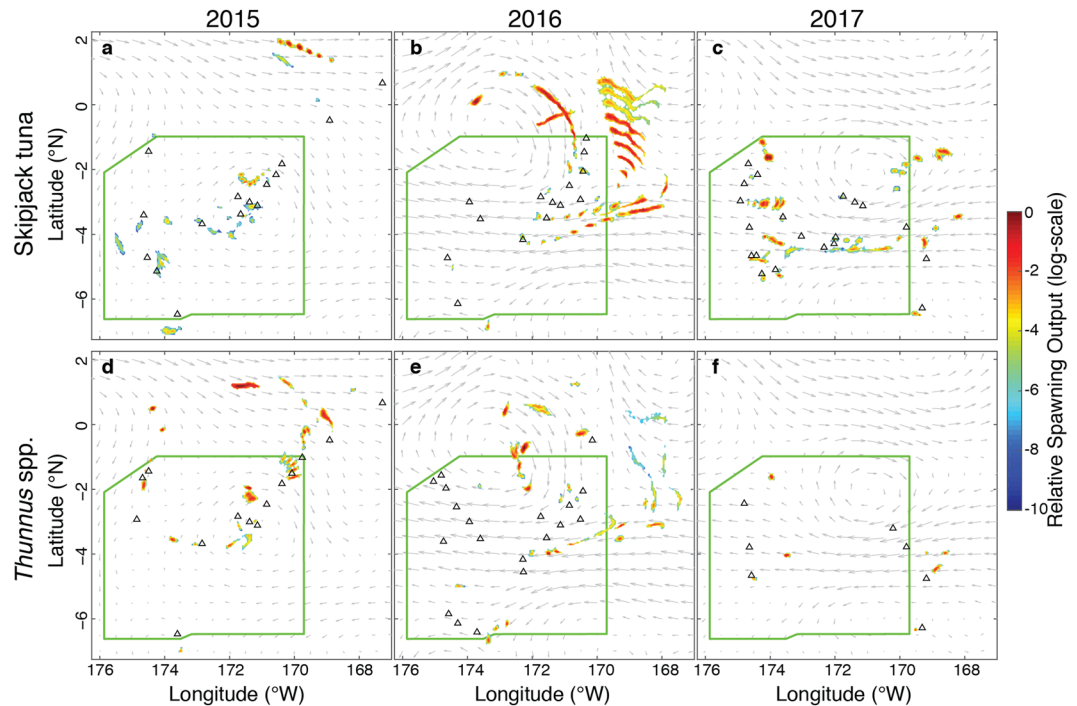 2015 2016 2017
a b c
Skipjack tuna
Latitude (°N)
2
0
−2
−4
−6
d e f
Thunnus spp.
Latitude (°N)
2
0
−2
−4
−6
176 174 172 170 168 176 174 172 170 168 176 174 172 170 168
Longitude (°W) Longitude (°W) Longitude (°W)
0
−2
−4
−6
−8
−10
Relative Spawning Output (log-scale)